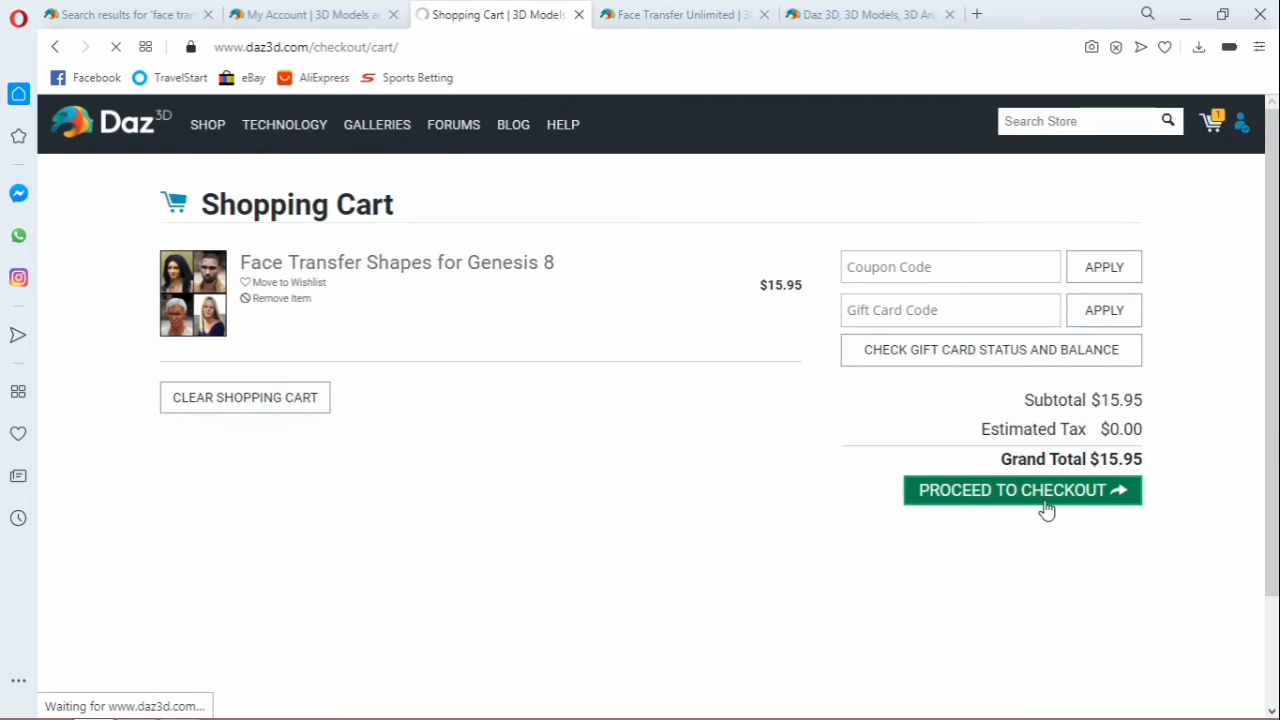 Search results for 'face tran
My Account | 3D Models a
Shopping Cart | 3D Models
Face Transfer Unlimited | 3
Daz 3D, 3D Models, 3D An
www.daz3d.com/checkout/cart/
Facebook
TravelStart
eBay
AliExpress
Sports Betting
Daz 3D
SHOP
TECHNOLOGY
GALLERIES
FORUMS
BLOG
HELP
Search Store
1
Shopping Cart
Face Transfer Shapes for Genesis 8
Move to Wishlist
Remove Item
$15.95
Coupon Code
APPLY
Gift Card Code
APPLY
CHECK GIFT CARD STATUS AND BALANCE
CLEAR SHOPPING CART
Subtotal $15.95
Estimated Tax $0.00
Grand Total $15.95
PROCEED TO CHECKOUT
Waiting for www.daz3d.com...